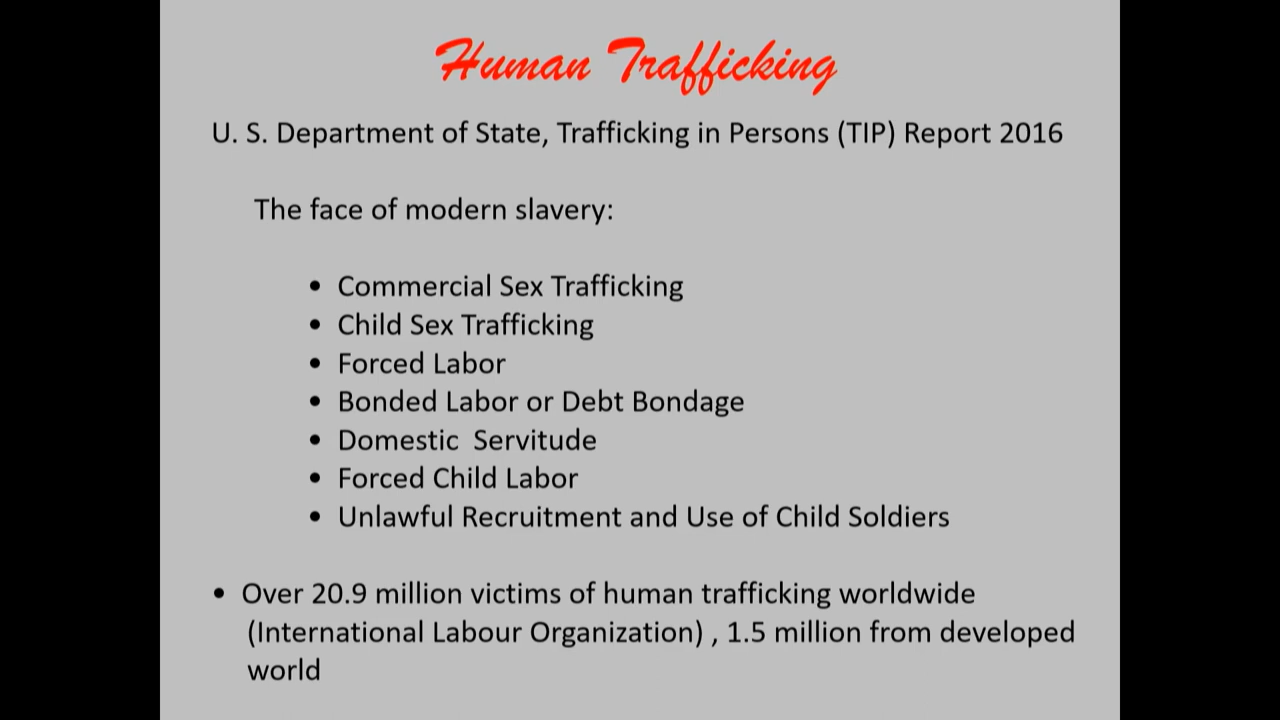 Human Trafficking
U. S. Department of State, Trafficking in Persons (TIP) Report 2016
The face of modern slavery:
• Commercial Sex Trafficking
• Child Sex Trafficking
• Forced Labor
• Bonded Labor or Debt Bondage
• Domestic  Servitude
• Forced Child Labor
• Unlawful Recruitment and Use of Child Soldiers
• Over 20.9 million victims of human trafficking worldwide
(International Labour Organization) , 1.5 million from developed
world